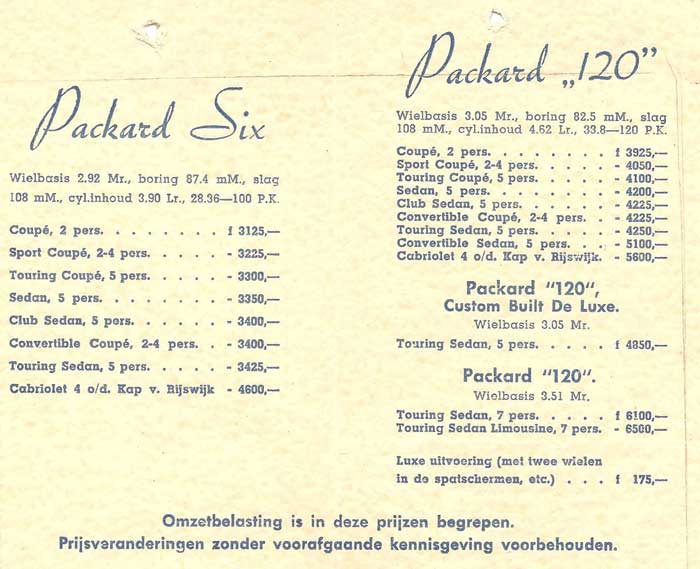 Packard Six
Wielbasis 2.92 Mr., boring 87.4 mM., slag
108 mM., cyl.inhoud 3.90 Lr., 28.36—100 P.K.
Coupé, 2 pers. . . . . . . . f 3125,—
Sport Coupé, 2-4 pers. . . . . . - 3225,—
Touring Coupé, 5 pers. . . . . . - 3300,—
Sedan, 5 pers. . . . . . . . - 3350,—
Club Sedan, 5 pers. . . . . . - 3400,—
Convertible Coupé, 2-4 pers. . . - 3400,—
Touring Sedan, 5 pers. . . . . . - 3425,—
Cabriolet 4 o/d. Kap v. Rijswijk - 4600,—
Packard „120”
Wielbasis 3.05 Mr., boring 82.5 mM., slag
108 mM., cyl.inhoud 4.62 Lr., 33.8—120 P.K.
Coupé, 2 pers. . . . . . . . . f 3925,—
Sport Coupé, 2-4 pers. . . . . . - 4050,—
Touring Coupé, 5 pers. . . . . . - 4100,—
Sedan, 5 pers. . . . . . . . . - 4200,—
Club Sedan, 5 pers. . . . . . . - 4225,—
Convertible Coupé, 2-4 pers. . . . - 4225,—
Touring Sedan, 5 pers. . . . . . - 4250,—
Convertible Sedan, 5 pers. . . . . - 5100,—
Cabriolet 4 o/d. Kap v. Rijswijk. - 5600,—
Packard "120",
Custom Built De Luxe.
Wielbasis 3.05 Mr.
Touring Sedan, 5 pers. . . . . . f 4850,—
Packard "120".
Wielbasis 3.51 Mr.
Touring Sedan, 7 pers. . . . . . f 6100,—
Touring Sedan Limousine, 7 pers. - 6500,—
Luxe uitvoering (met twee wielen
in de spatschermen, etc.) . . . f 175,—
Omzetbelasting is in deze prijzen begrepen.
Prijsveranderingen zonder voorafgaande kennisgeving voorbehouden.